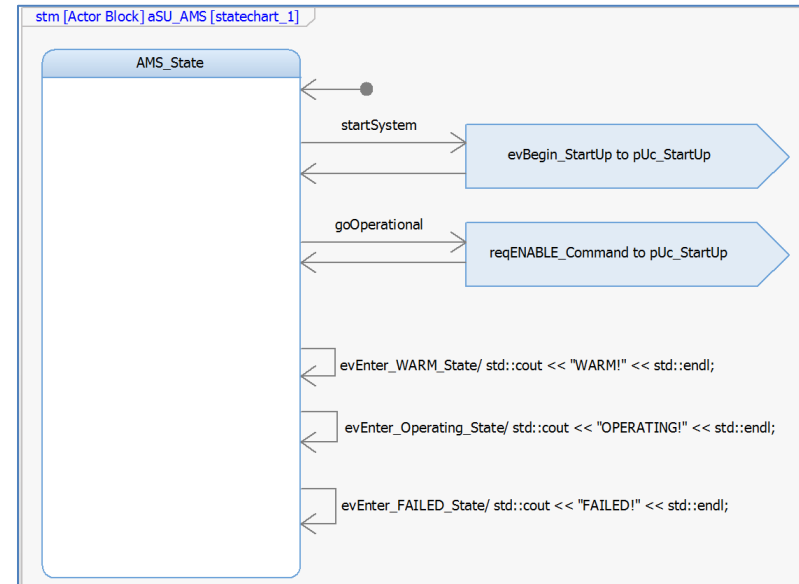 stm [Actor Block] aSU_AMS [statechart_1]
AMS_State
startSystem
evBegin_StartUp to pUc_StartUp
goOperational
reqENABLE_Command to pUc_StartUp
evEnter_WARM_State/ std::cout << "WARM!" << std::endl;
evEnter_Operating_State/ std::cout << "OPERATING!" << std::endl;
evEnter_FAILED_State/ std::cout << "FAILED!" << std::endl;